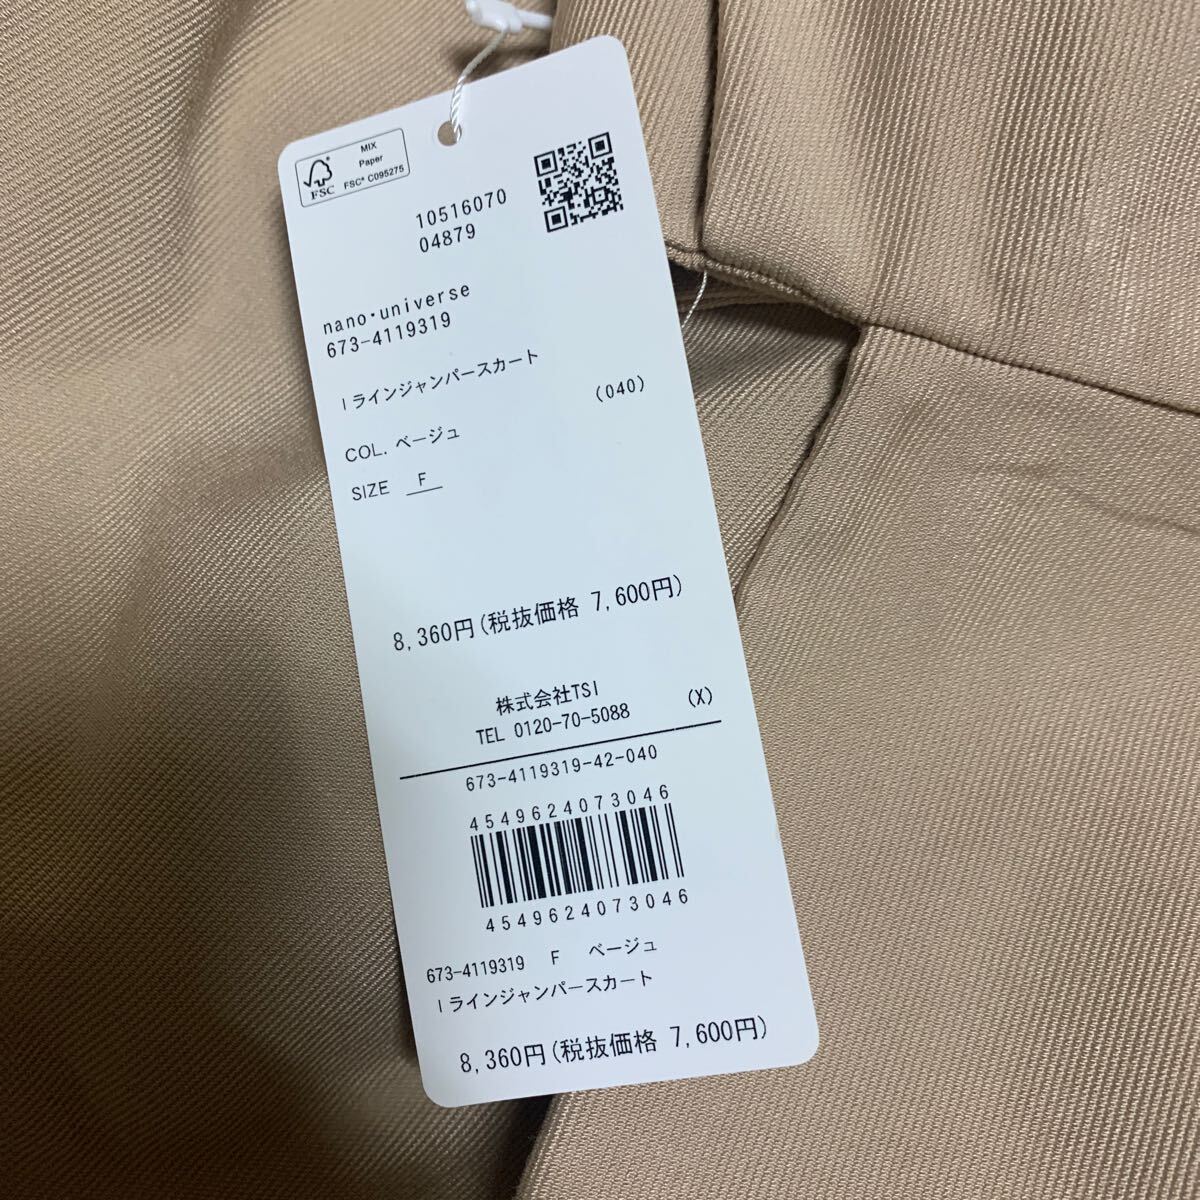 MIX
Paper
FSC® C095275
FSC
10516070
04879
nano・universe
673-4119319
Iラインジャンパースカート
(040)
COL. ベージュ
SIZE F
8,360円(税抜価格 7,600円)
株式会社TSI
TEL 0120-70-5088 (X)
673-4119319-42-040
4549624073046
4549624073046
673-4119319 F ベージュ
Iラインジャンパースカート
8,360円(税抜価格 7,600円)